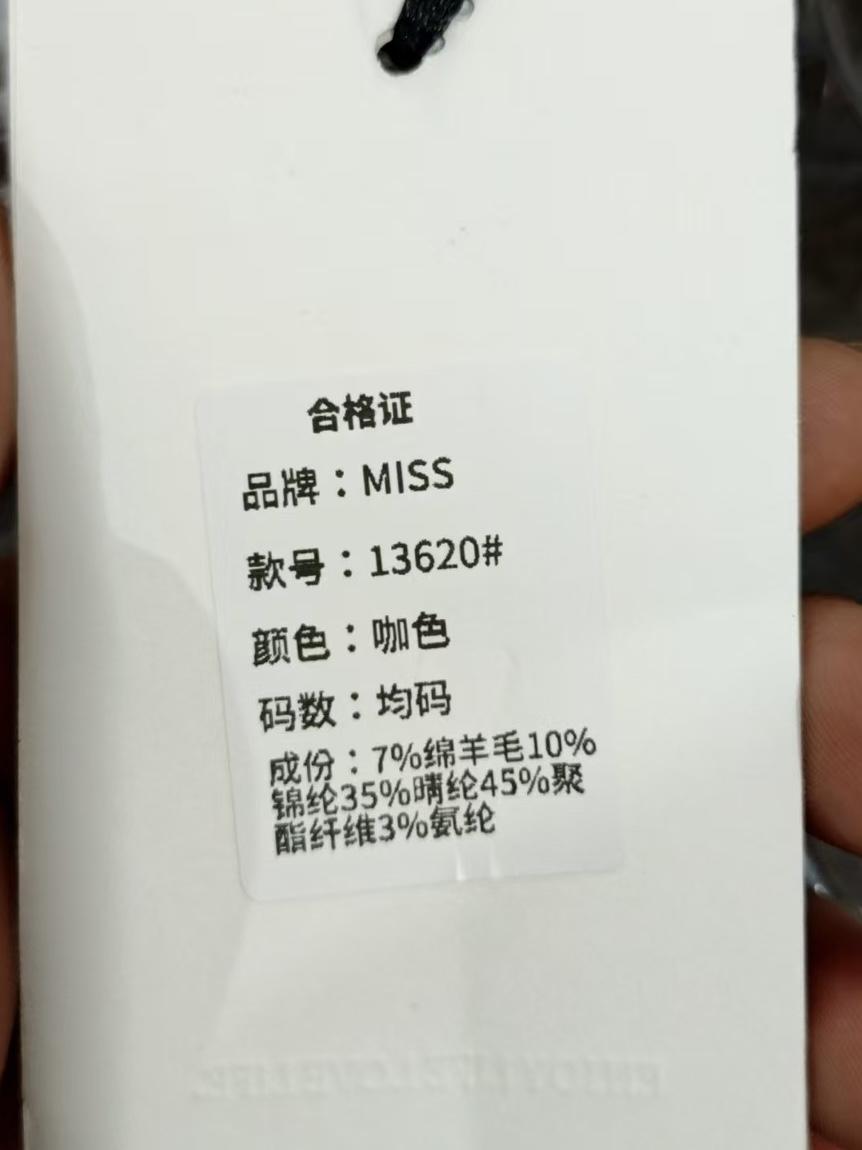 合格证
品牌：MISS
款号：13620#
颜色：咖色
码数：均码
成份：7%绵羊毛10%
锦纶35%晴纶45%聚
酯纤维3%氨纶